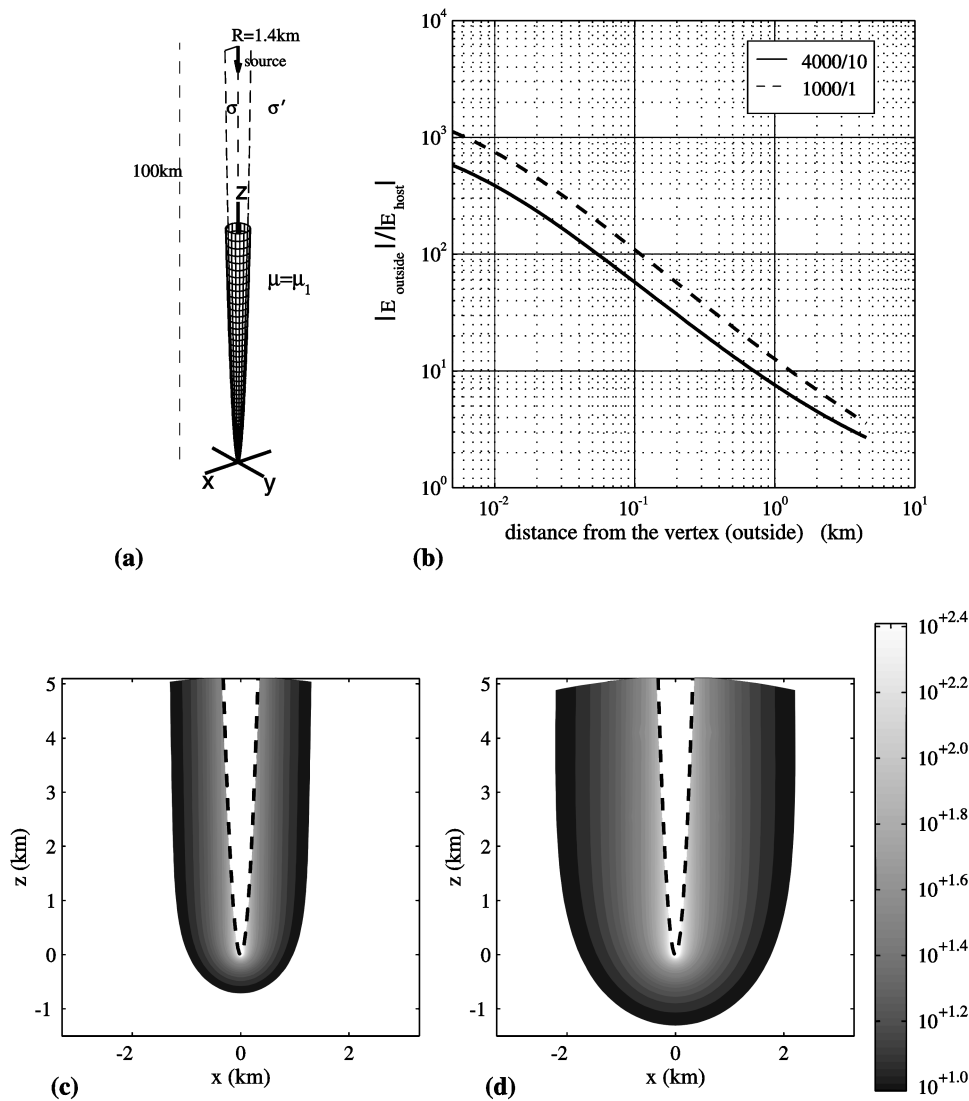 R=1.4km
source
σ
σ′
100km
z
μ=μ1
x
y
(a)
10^4
10^3
10^2
10^1
10^0
|E outside|/|E host|
4000/10
1000/1
10^-2
10^-1
10^0
10^1
distance from the vertex (outside) (km)
(b)
5
4
3
2
1
0
-1
z (km)
-2
0
2
x (km)
(c)
5
4
3
2
1
0
-1
z (km)
-2
0
2
x (km)
(d)
10^+2.4
10^+2.2
10^+2.0
10^+1.8
10^+1.6
10^+1.4
10^+1.2
10^+1.0